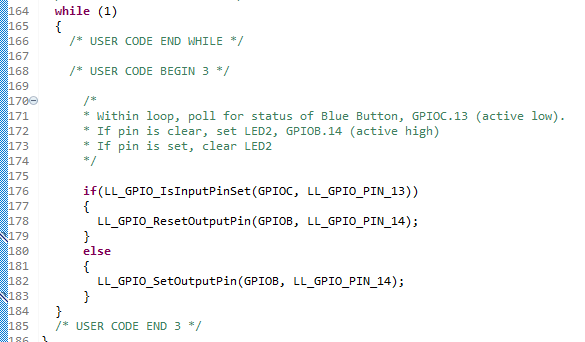 164 while (1)
165 {
166 /* USER CODE END WHILE */
167
168 /* USER CODE BEGIN 3 */
169
170 /*
171 * Within loop, poll for status of Blue Button, GPIOC.13 (active low).
172 * If pin is clear, set LED2, GPIOB.14 (active high)
173 * If pin is set, clear LED2
174 */
175
176 if(LL_GPIO_IsInputPinSet(GPIOC, LL_GPIO_PIN_13))
177 {
178 LL_GPIO_ResetOutputPin(GPIOB, LL_GPIO_PIN_14);
179 }
180 else
181 {
182 LL_GPIO_SetOutputPin(GPIOB, LL_GPIO_PIN_14);
183 }
184 }
185 /* USER CODE END 3 */
186 }